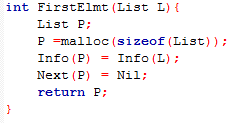 int FirstElmt(List L){
List P;
P =malloc(sizeof(List));
Info(P) = Info(L);
Next(P) = Nil;
return P;
}